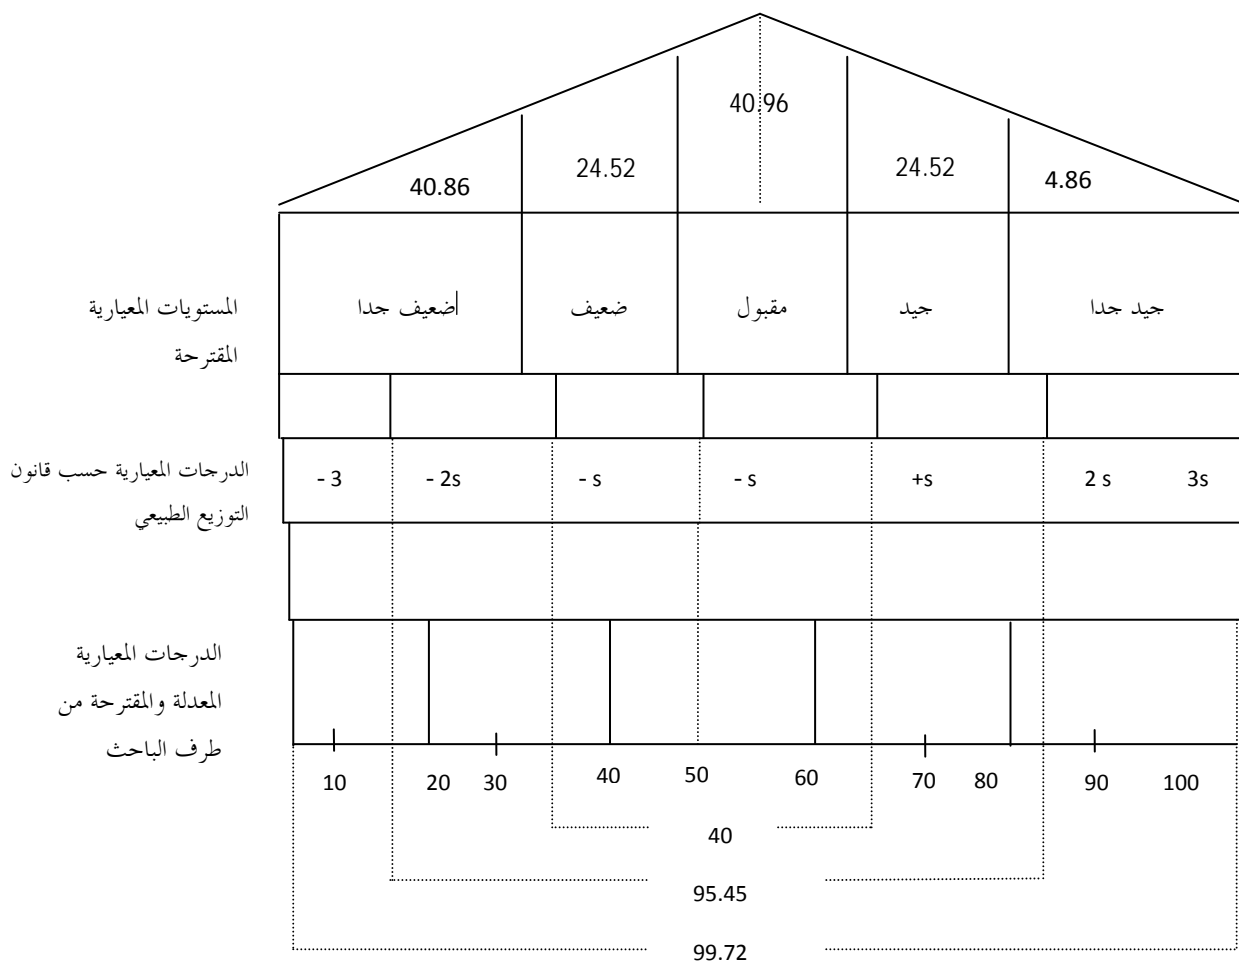 40.96
24.52
24.52
4.86
40.86
المستويات المعيارية
المقترحة
جيد جدا
جيد
مقبول
ضعيف
اضعيف جدا
الدرجات المعيارية حسب قانون
التوزيع الطبيعي
- 3 - 2s - s - s +s 2 s 3s
الدرجات المعيارية
المعدلة والمقترحة من
طرف الباحث
10 20 30 40 50 60 70 80 90 100
40
95.45
99.72